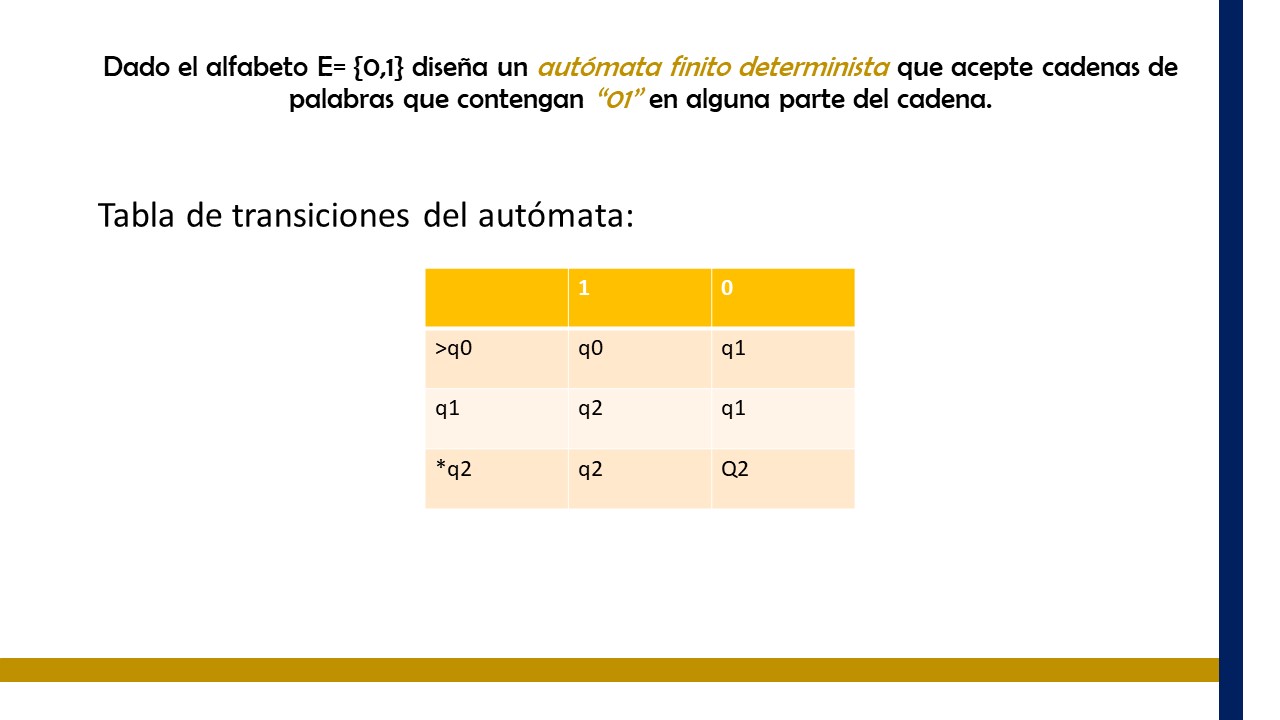 Dado el alfabeto E= {0,1} diseña un autómata finito determinista que acepte cadenas de
palabras que contengan “01” en alguna parte del cadena.
Tabla de transiciones del autómata:
1 0
>q0 q0 q1
q1 q2 q1
*q2 q2 Q2